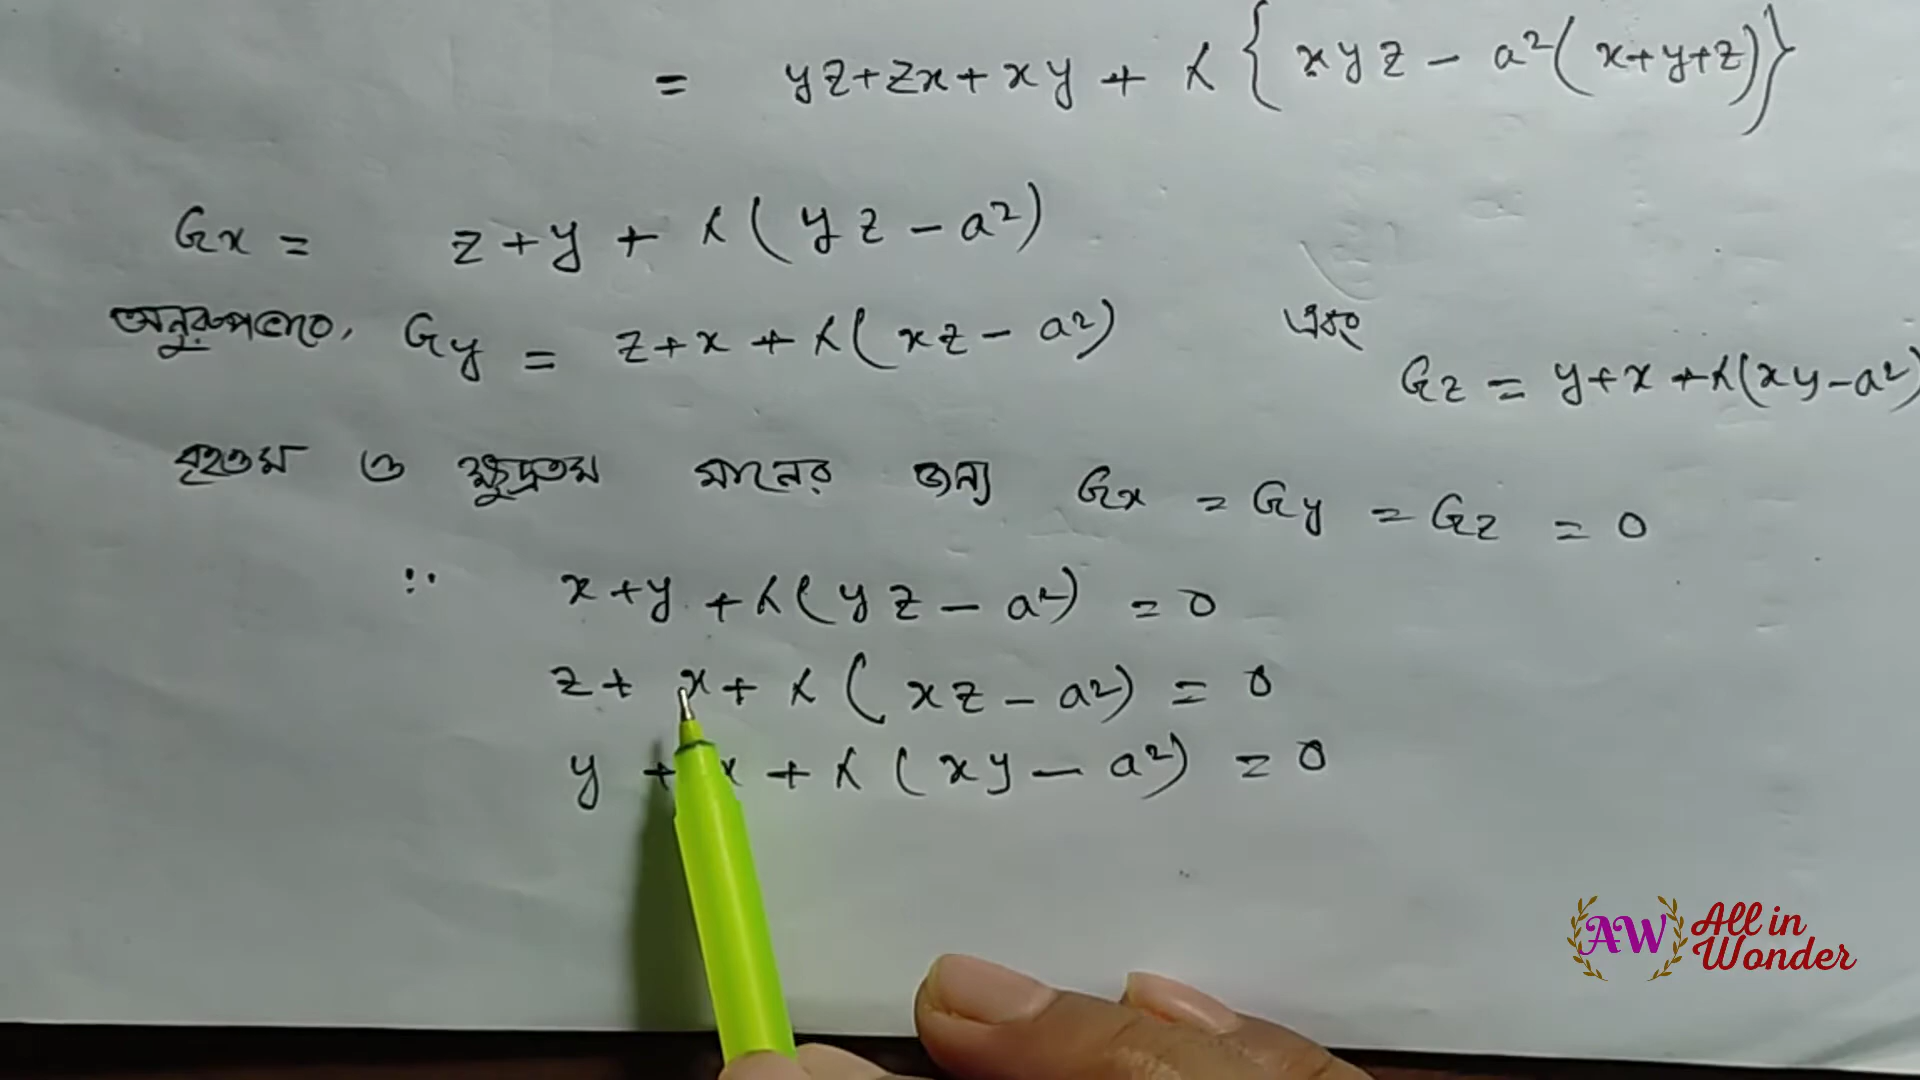 = yz+zx+xy + λ{xyz - a²(x+y+z)}
Gx = z+y + λ(yz - a²)
অনুরূপভাবে, Gy = z+x + λ(xz - a²) এবং
Gz = y+x + λ(xy-a²)
বৃহত্তম ও ক্ষুদ্রতম মানের জন্য Gx = Gy = Gz = 0
∴ x+y + λ(yz - a²) = 0
z + x + λ(xz - a²) = 0
y + x + λ(xy - a²) = 0
AW All in
Wonder